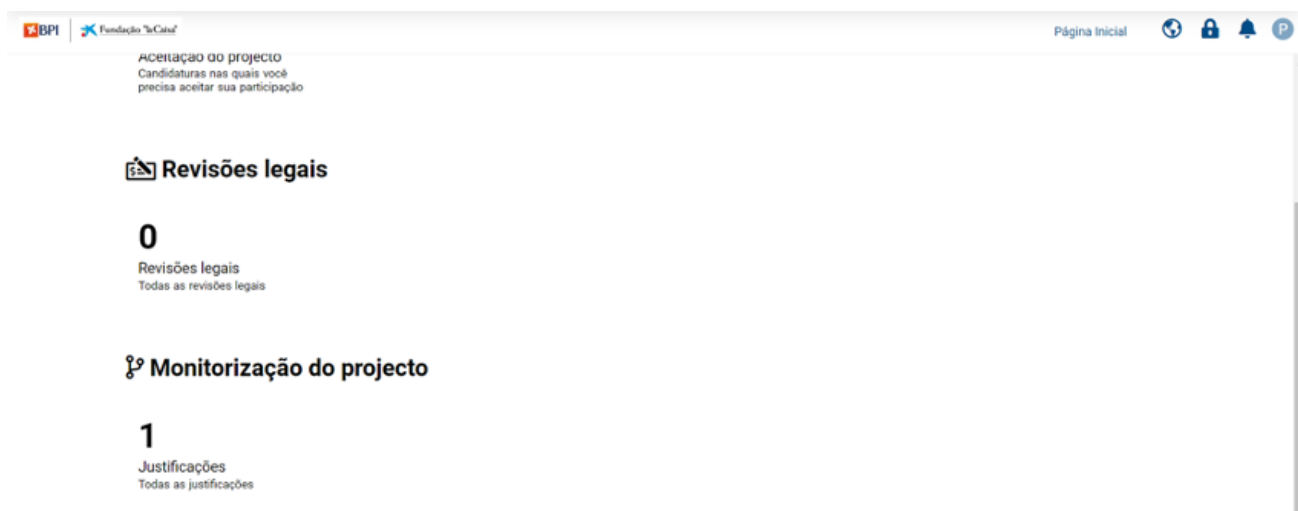 BPI Fundação "la Caixa" Página Inicial P
Aceitação do projecto
Candidaturas nas quais você
precisa aceitar sua participação
Revisões legais
0
Revisões legais
Todas as revisões legais
Monitorização do projecto
1
Justificações
Todas as justificações